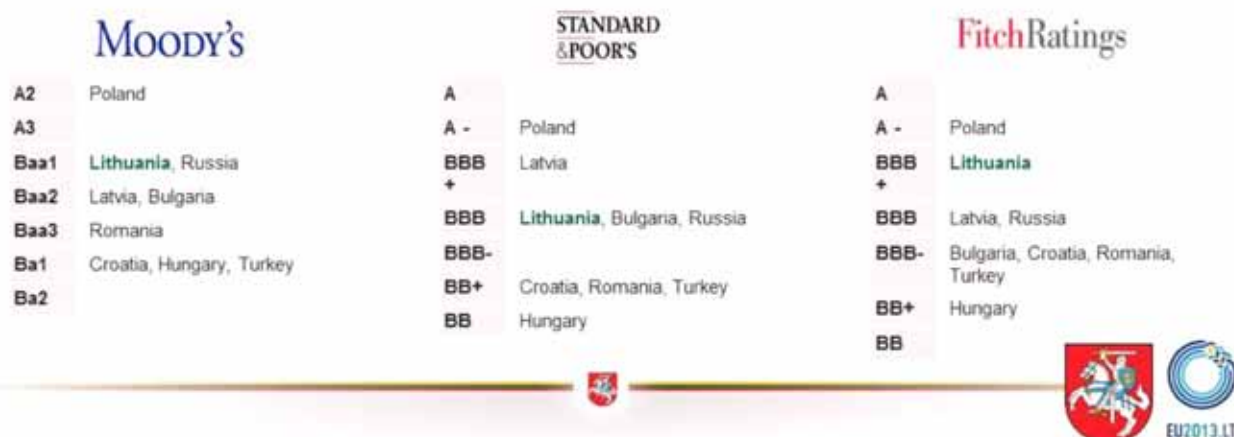 MOODY'S
A2 Poland
A3
Baa1 Lithuania, Russia
Baa2 Latvia, Bulgaria
Baa3 Romania
Ba1 Croatia, Hungary, Turkey
Ba2
STANDARD
&POOR'S
A
A - Poland
BBB Latvia
+
BBB Lithuania, Bulgaria, Russia
BBB-
BB+ Croatia, Romania, Turkey
BB Hungary
FitchRatings
A
A - Poland
BBB Lithuania
+
BBB Latvia, Russia
BBB- Bulgaria, Croatia, Romania,
Turkey
BB+ Hungary
BB
EU2013.LT